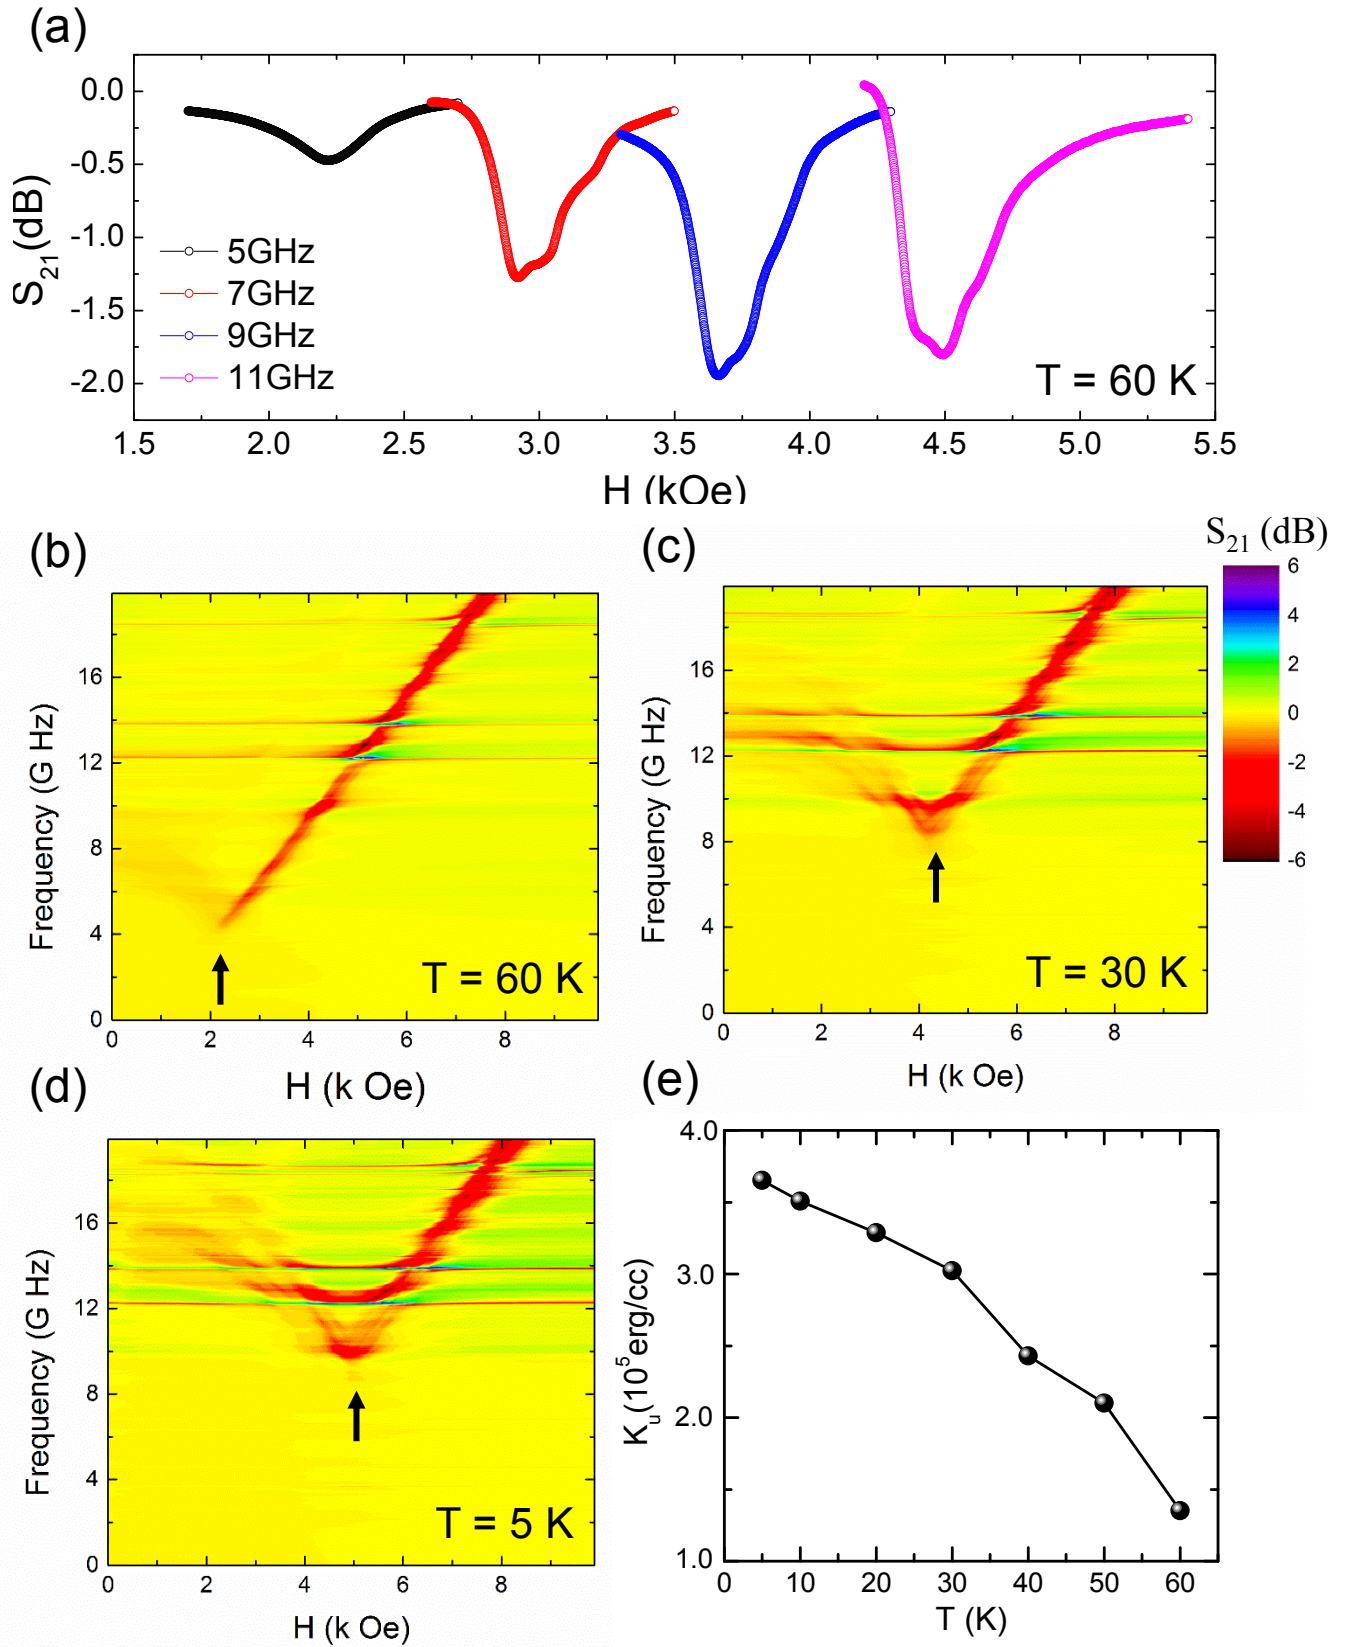 (a)
0.0
-0.5
-1.0
-1.5
-2.0
S21(dB)
5GHz
7GHz
9GHz
11GHz
T = 60 K
1.5 2.0 2.5 3.0 3.5 4.0 4.5 5.0 5.5
H (kOe)
(b)
16
12
8
4
0
Frequency (G Hz)
T = 60 K
0 2 4 6 8
H (k Oe)
(c)
16
12
8
4
0
Frequency (G Hz)
T = 30 K
0 2 4 6 8
H (k Oe)
S21 (dB)
6
4
2
0
-2
-4
-6
(d)
16
12
8
4
0
Frequency (G Hz)
T = 5 K
0 2 4 6 8
H (k Oe)
(e)
4.0
3.0
2.0
1.0
Ku(10^5erg/cc)
0 10 20 30 40 50 60
T (K)